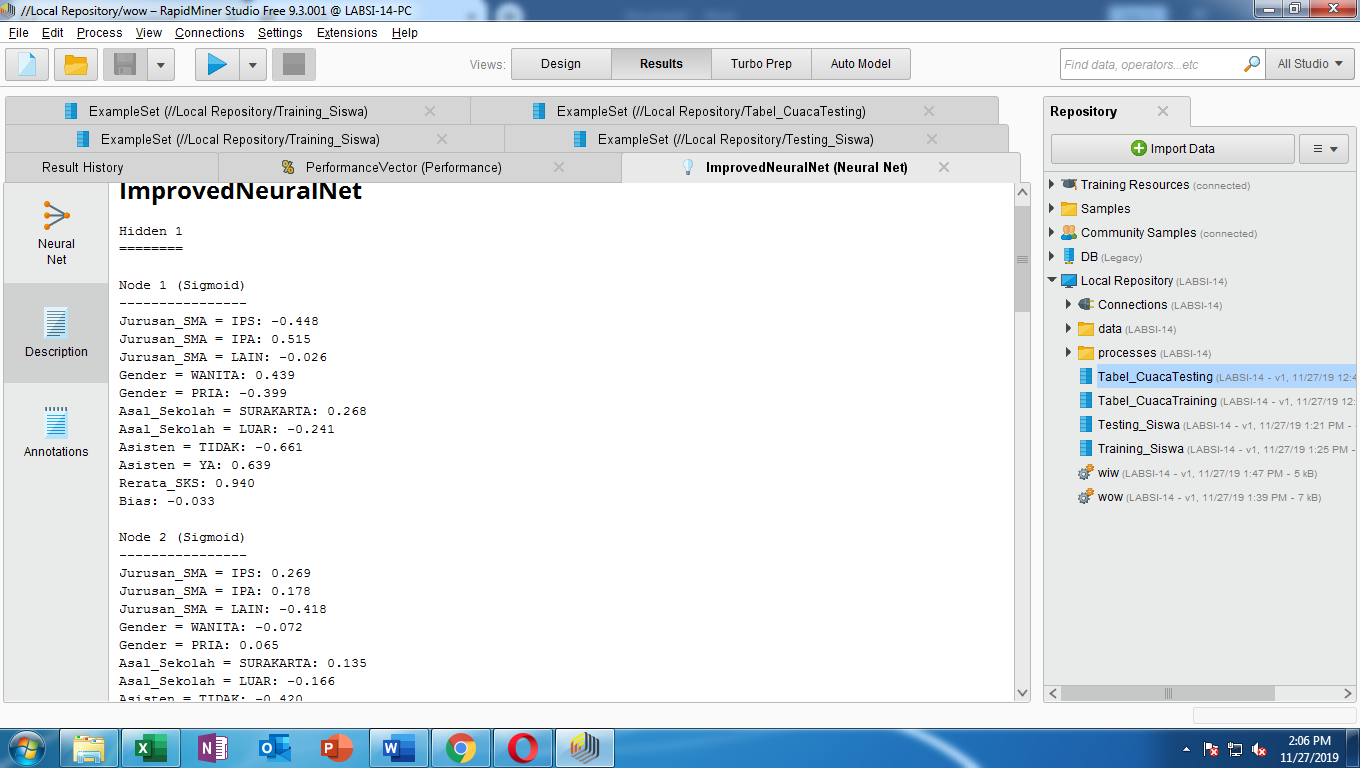 //Local Repository/wow – RapidMiner Studio Free 9.3.001 @ LABSI-14-PC
File Edit Process View Connections Settings Extensions Help
Views: Design Results Turbo Prep Auto Model Find data, operators...etc All Studio
ExampleSet (///Local Repository/Training_Siswa) ExampleSet (//Local Repository/Tabel_CuacaTesting)
ExampleSet (///Local Repository/Training_Siswa) ExampleSet (//Local Repository/Testing_Siswa)
Result History PerformanceVector (Performance) ImprovedNeuralNet (Neural Net)
Neural
Net
Description
Annotations
ImprovedNeuralNet
Hidden 1
========
Node 1 (Sigmoid)
----------------
Jurusan_SMA = IPS: -0.448
Jurusan_SMA = IPA: 0.515
Jurusan_SMA = LAIN: -0.026
Gender = WANITA: 0.439
Gender = PRIA: -0.399
Asal_Sekolah = SURAKARTA: 0.268
Asal_Sekolah = LUAR: -0.241
Asisten = TIDAK: -0.661
Asisten = YA: 0.639
Rerata_SKS: 0.940
Bias: -0.033
Node 2 (Sigmoid)
----------------
Jurusan_SMA = IPS: 0.269
Jurusan_SMA = IPA: 0.178
Jurusan_SMA = LAIN: -0.418
Gender = WANITA: -0.072
Gender = PRIA: 0.065
Asal_Sekolah = SURAKARTA: 0.135
Asal_Sekolah = LUAR: -0.166
Asisten = TIDAK: -0.420
Repository
Import Data
Training Resources (connected)
Samples
Community Samples (connected)
DB (Legacy)
Local Repository (LABSI-14)
Connections (LABSI-14)
data (LABSI-14)
processes (LABSI-14)
Tabel_CuacaTesting (LABSI-14 - v1, 11/27/19 12:4
Tabel_CuacaTraining (LABSI-14 - v1, 11/27/19 12:
Testing_Siswa (LABSI-14 - v1, 11/27/19 1:21 PM -
Training_Siswa (LABSI-14 - v1, 11/27/19 1:25 PM -
wiw (LABSI-14 - v1, 11/27/19 1:47 PM - 5 kB)
wow (LABSI-14 - v1, 11/27/19 1:39 PM - 7 kB)
2:06 PM
11/27/2019